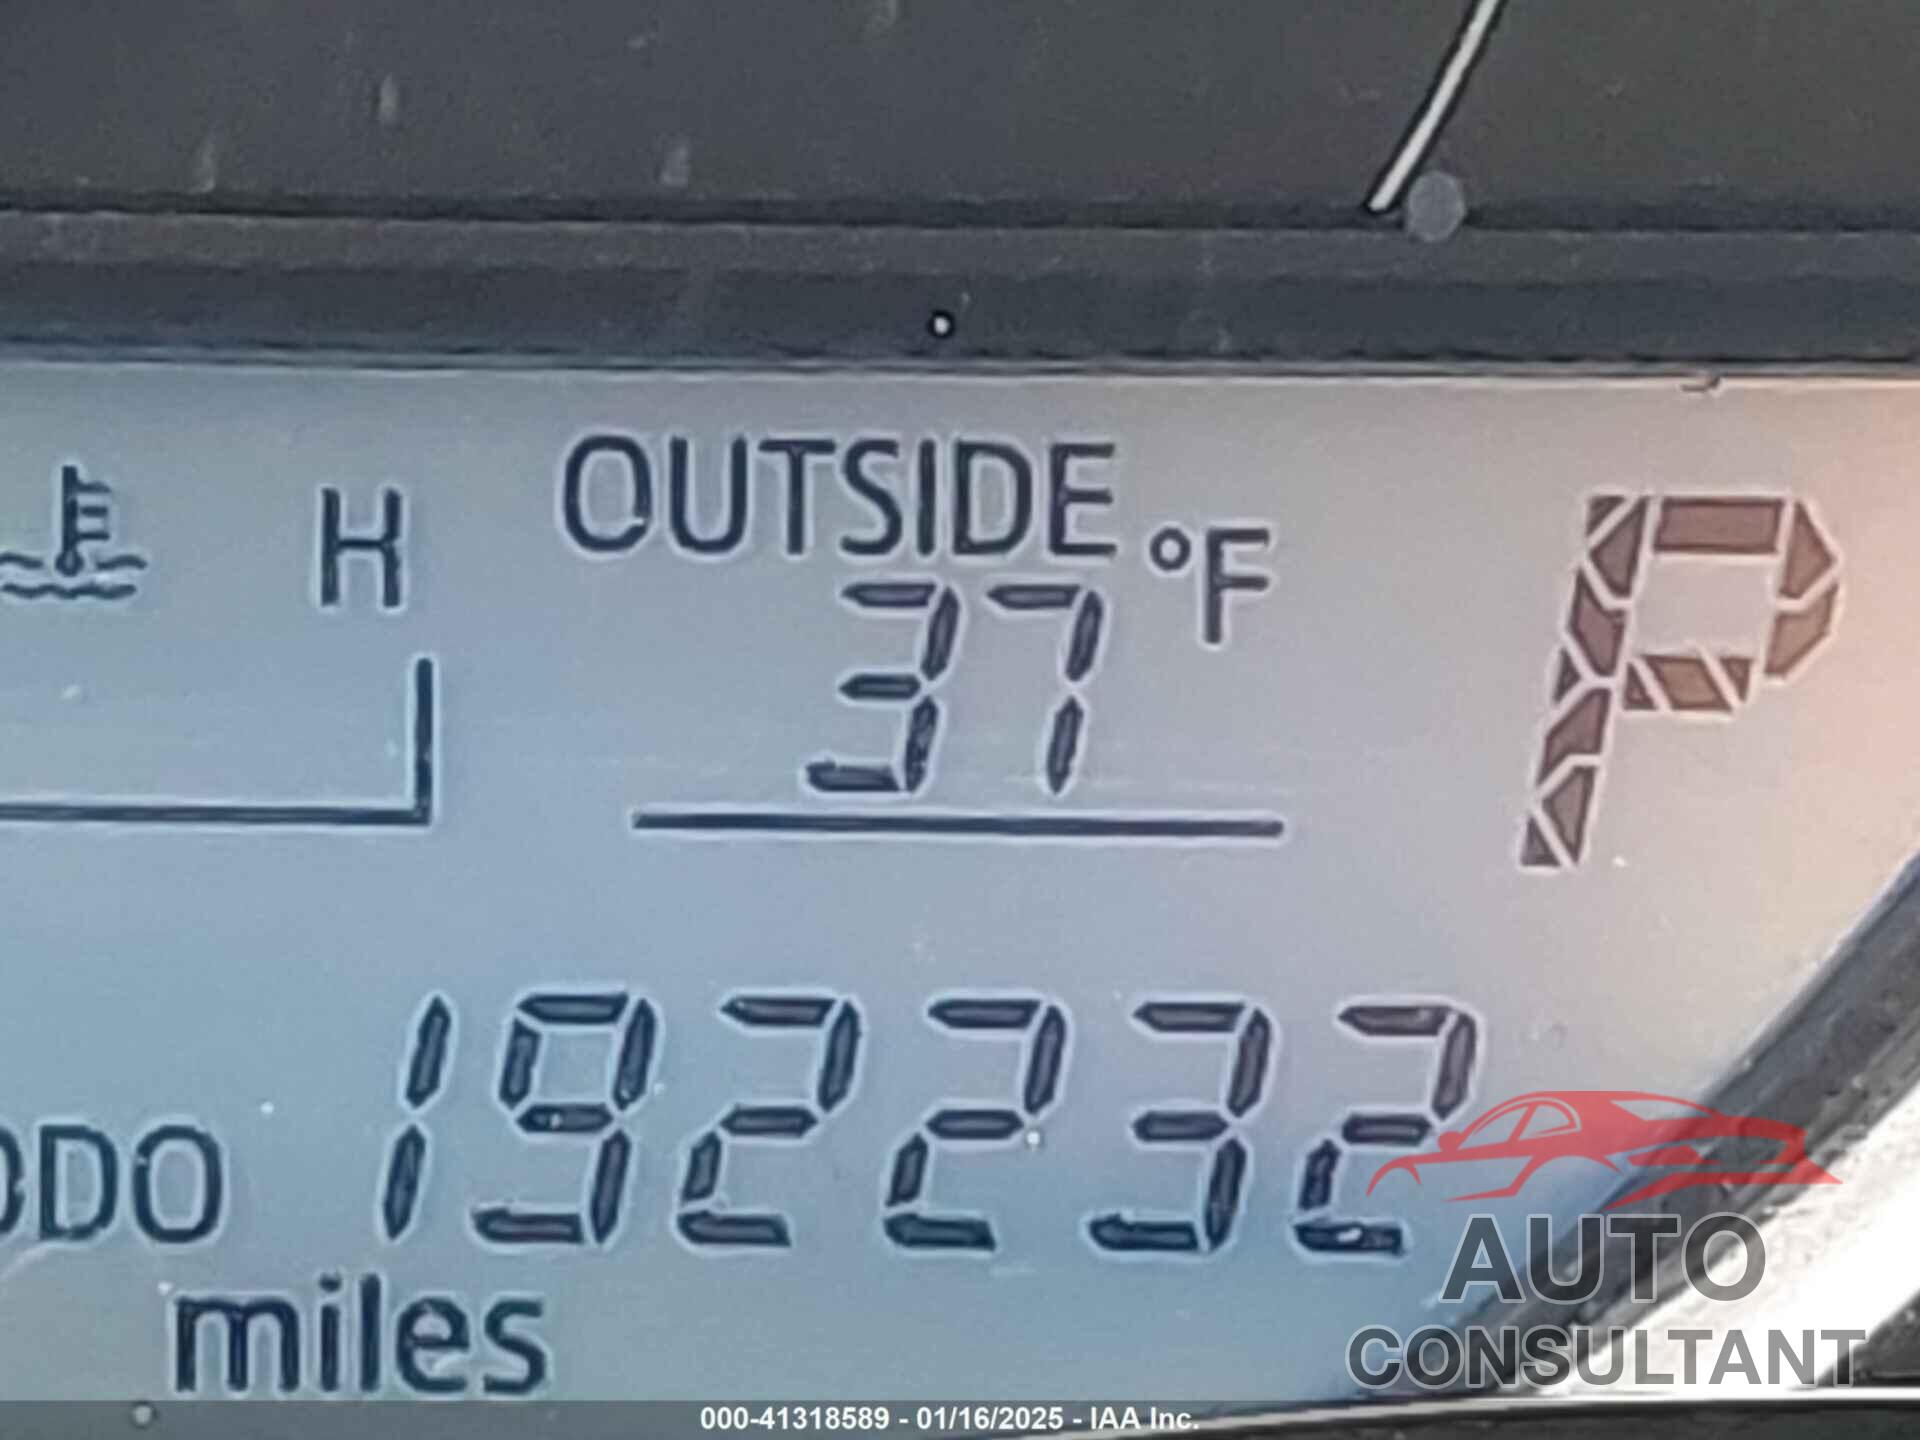 OUTSIDE
H
°F
37
P
ODO 192232
miles
AUTO
CONSULTANT
000-41318589 - 01/16/2025 - IAA Inc.